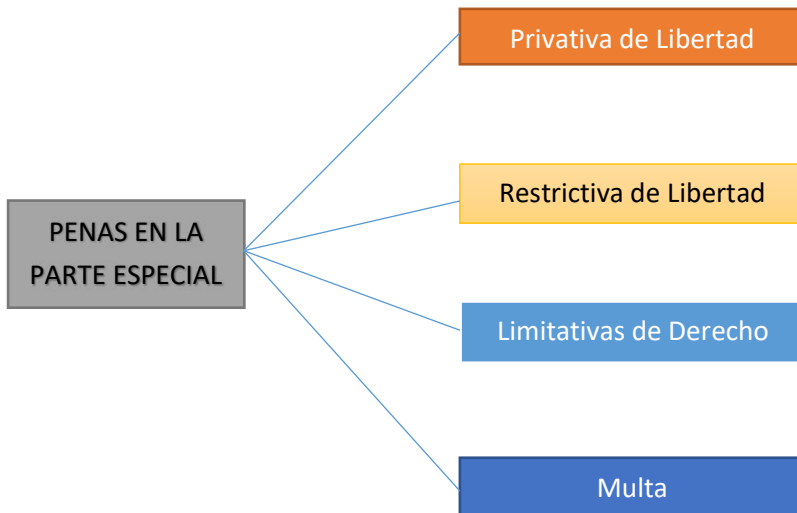 Privativa de Libertad
Restrictiva de Libertad
PENAS EN LA
PARTE ESPECIAL
Limitativas de Derecho
Multa